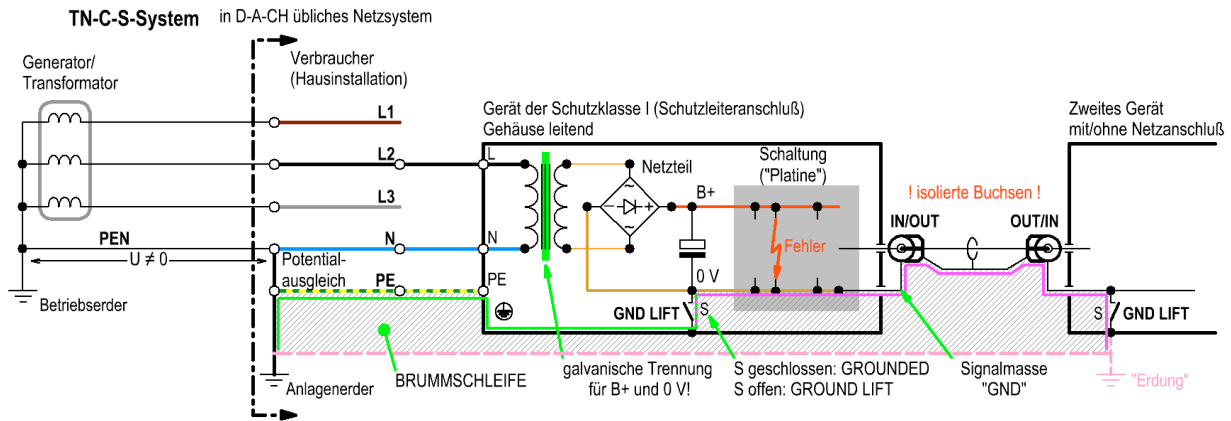 TN-C-S-System in D-A-CH übliches Netzsystem
Generator/
Transformator
Verbraucher
(Hausinstallation)
L1
L2
L3
PEN
U ≠ 0
Betriebserder
N
Potential-
ausgleich
PE
Anlagenerder
BRUMMSCHLEIFE
Gerät der Schutzklasse I (Schutzleiteranschluß)
Gehäuse leitend
L
N
PE
Netzteil
~
~
B+
0 V
Schaltung
("Platine")
Fehler
GND LIFT
S
galvanische Trennung
für B+ und 0 V!
S geschlossen: GROUNDED
S offen: GROUND LIFT
Signalmasse
"GND"
! isolierte Buchsen !
IN/OUT
OUT/IN
Zweites Gerät
mit/ohne Netzanschluß
S
GND LIFT
"Erdung"